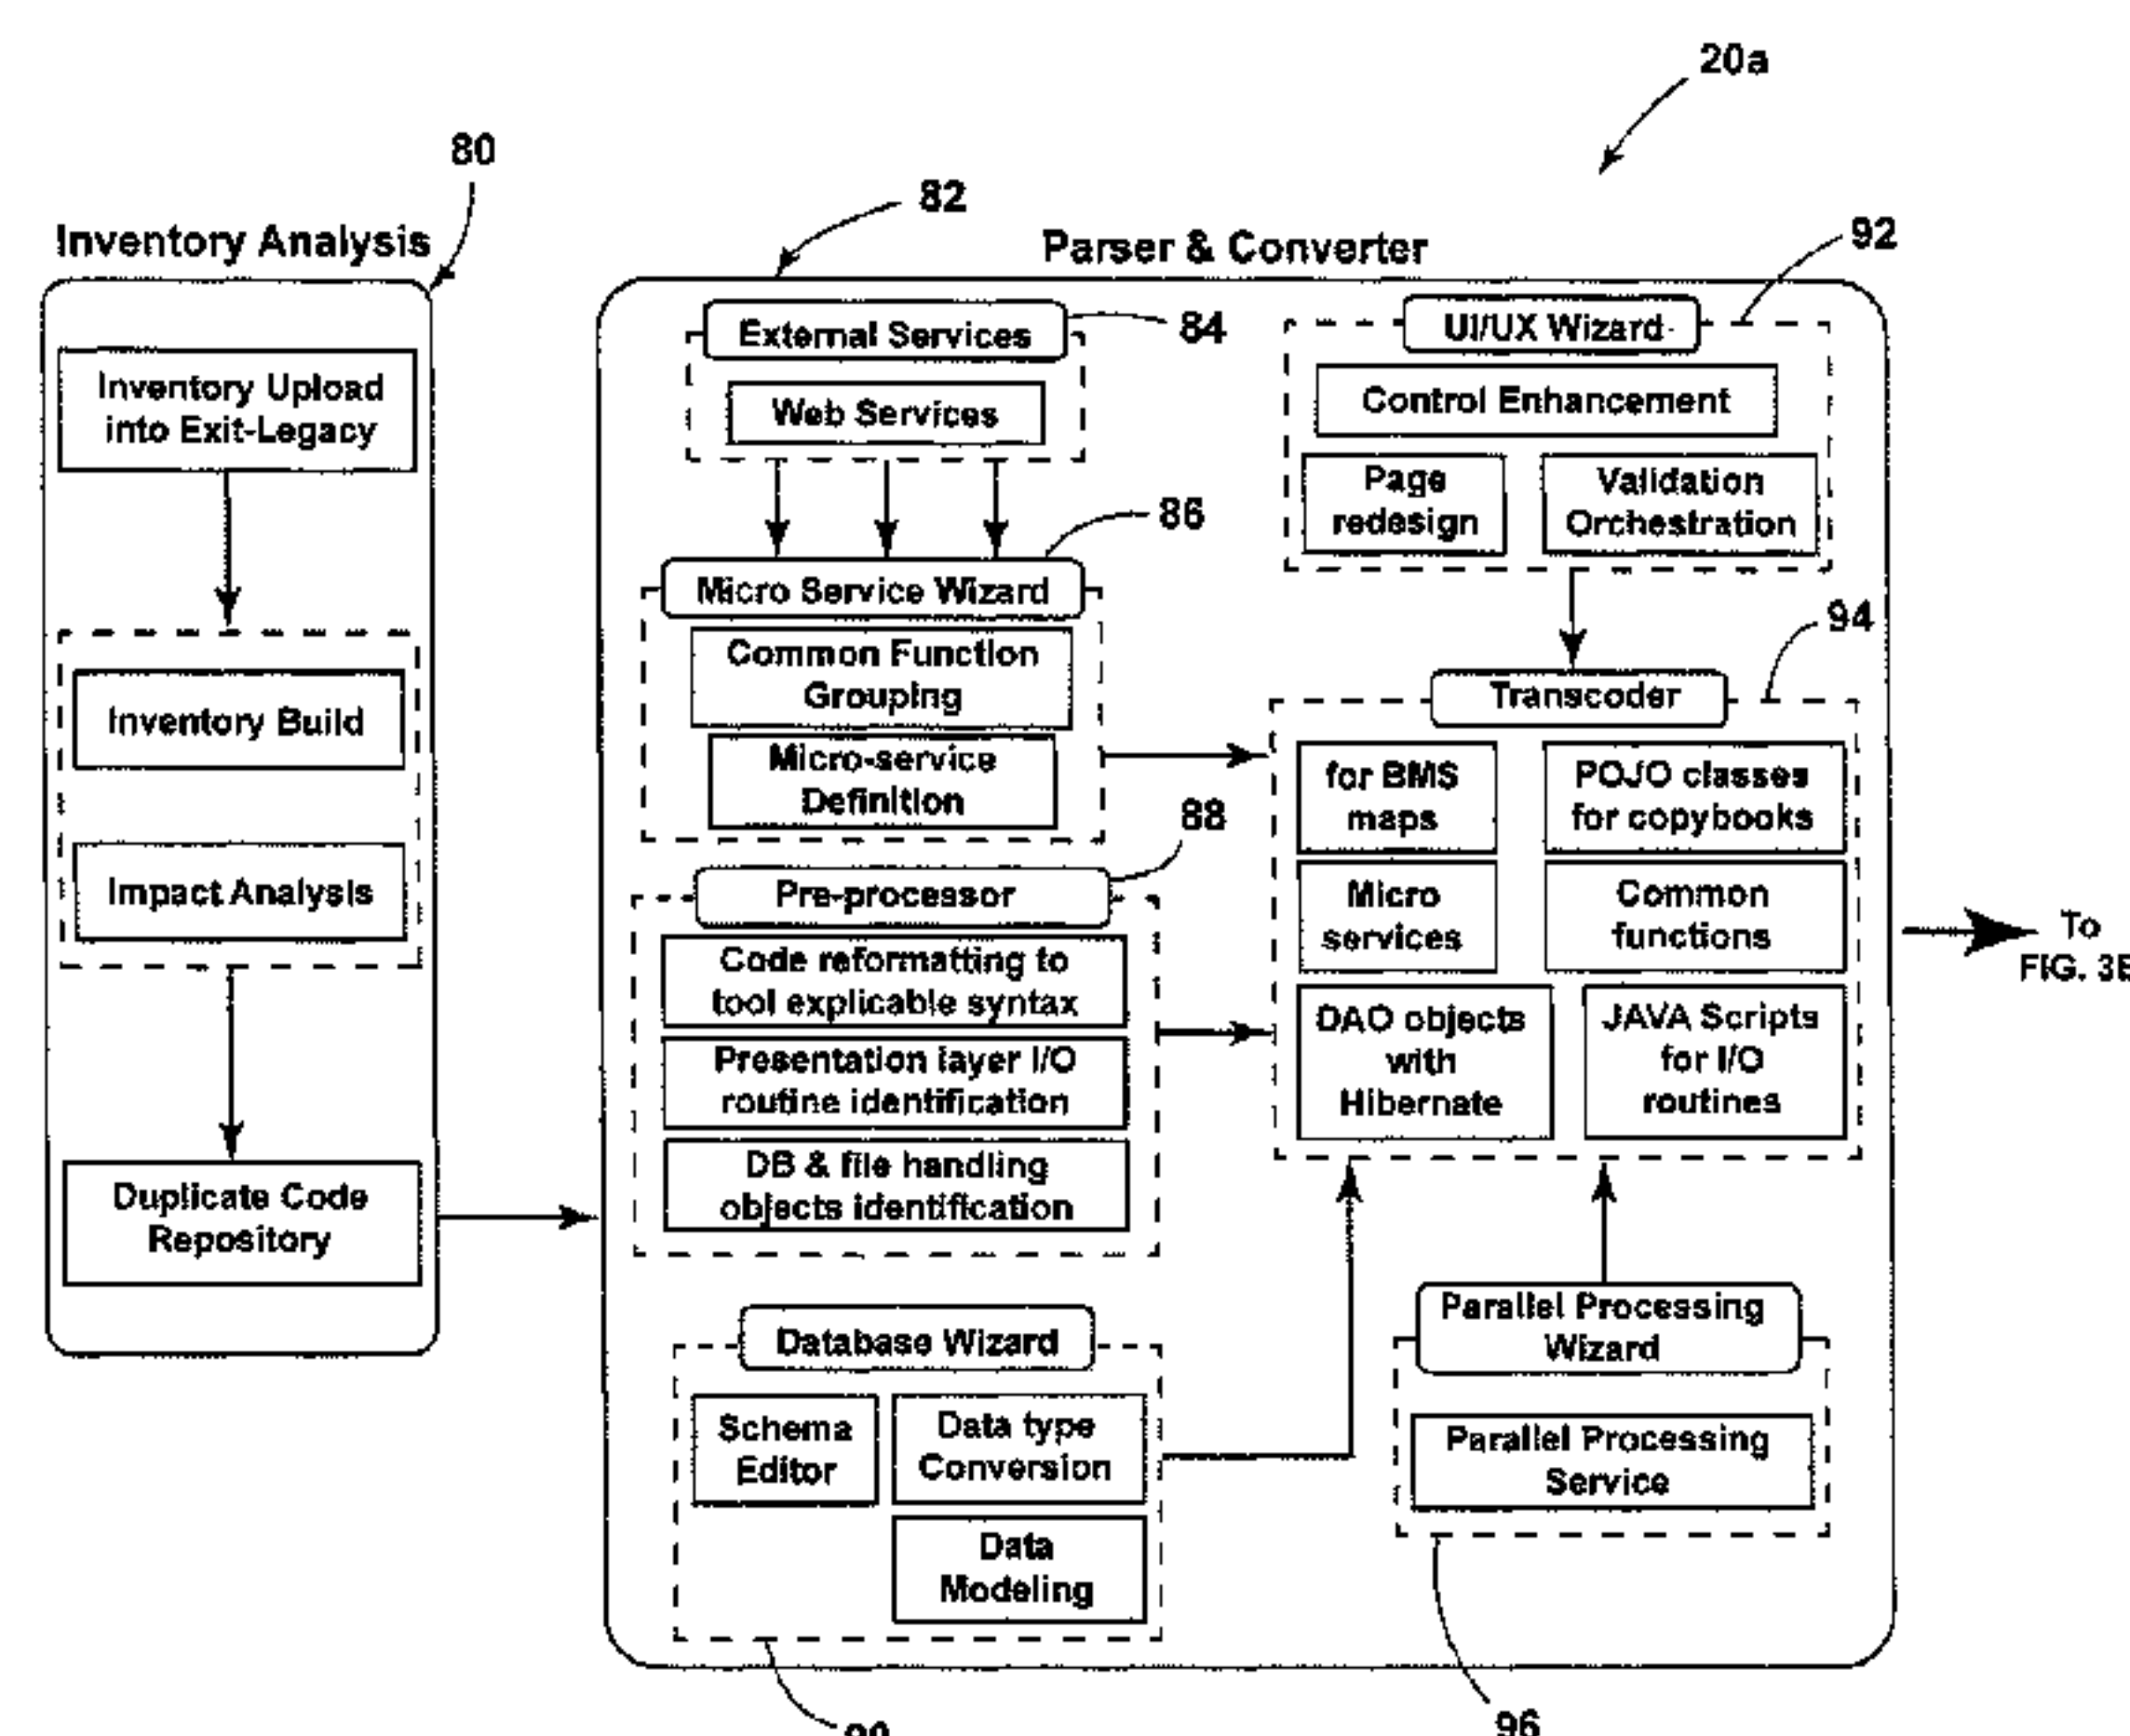 20a
80
Inventory Analysis
Inventory Upload
into Exit-Legacy
Inventory Build
Impact Analysis
Duplicate Code
Repository
82
Parser & Converter
External Services
84
Web Services
86
Micro Service Wizard
Common Function
Grouping
Micro-service
Definition
88
Pre-processor
Code reformatting to
tool explicable syntax
Presentation layer I/O
routine identification
DB & file handling
objects identification
Database Wizard
Schema
Editor
Data type
Conversion
Data
Modeling
92
UI/UX Wizard
Control Enhancement
Page
redesign
Validation
Orchestration
94
Transcoder
for BMS
maps
POJO classes
for copybooks
Micro
services
Common
functions
DAO objects
with
Hibernate
JAVA Scripts
for I/O
routines
Parallel Processing
Wizard
Parallel Processing
Service
96
To
FIG.